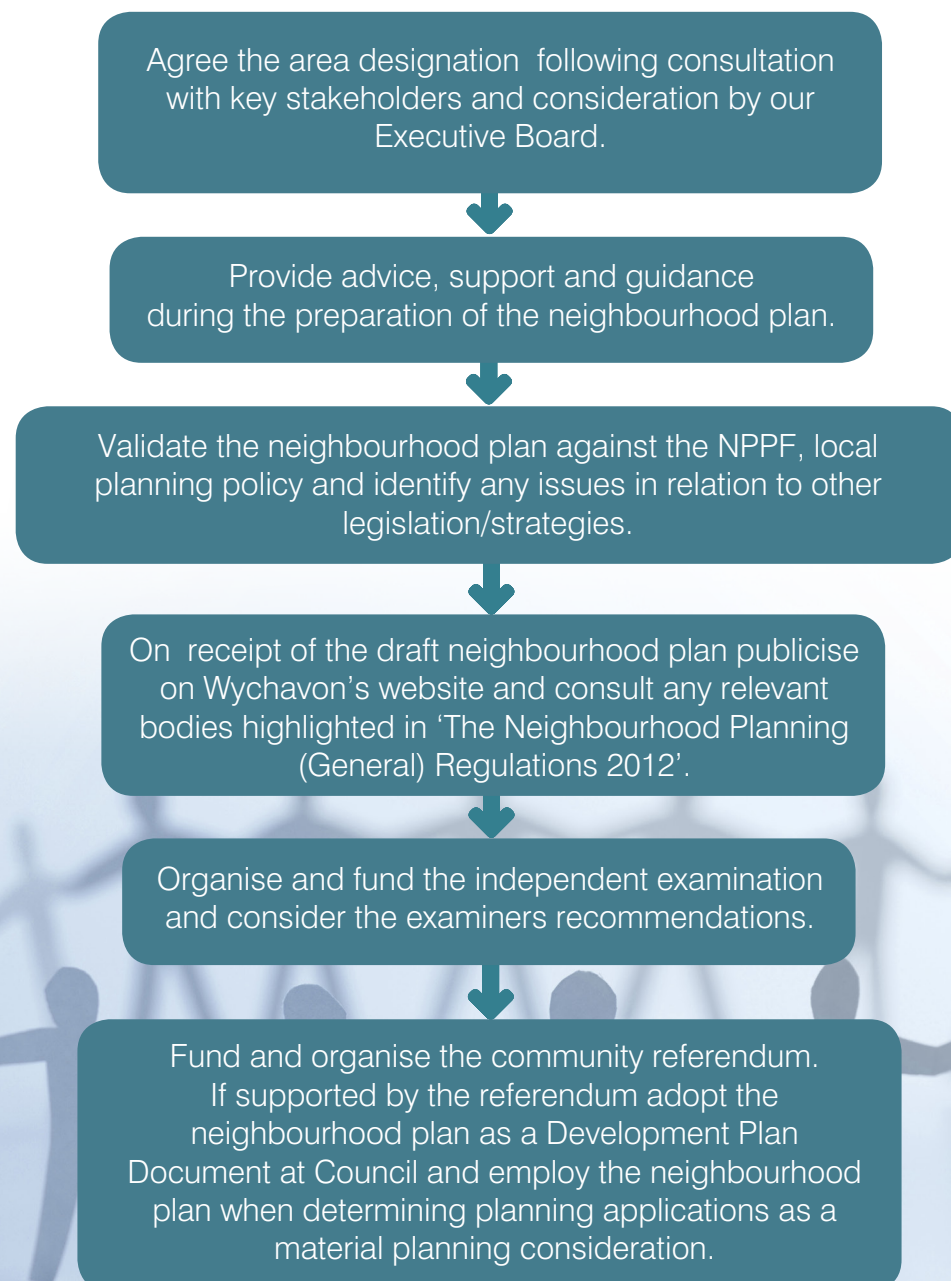 Agree the area designation  following consultation
with key stakeholders and consideration by our
Executive Board.
Provide advice, support and guidance
during the preparation of the neighbourhood plan.
Validate the neighbourhood plan against the NPPF, local
planning policy and identify any issues in relation to other
legislation/strategies.
On  receipt of the draft neighbourhood plan publicise
on Wychavon’s website and consult any relevant
bodies highlighted in ‘The Neighbourhood Planning
(General) Regulations 2012’.
Organise and fund the independent examination
and consider the examiners recommendations.
Fund and organise the community referendum.
If supported by the referendum adopt the
neighbourhood plan as a Development Plan
Document at Council and employ the neighbourhood
plan when determining planning applications as a
material planning consideration.